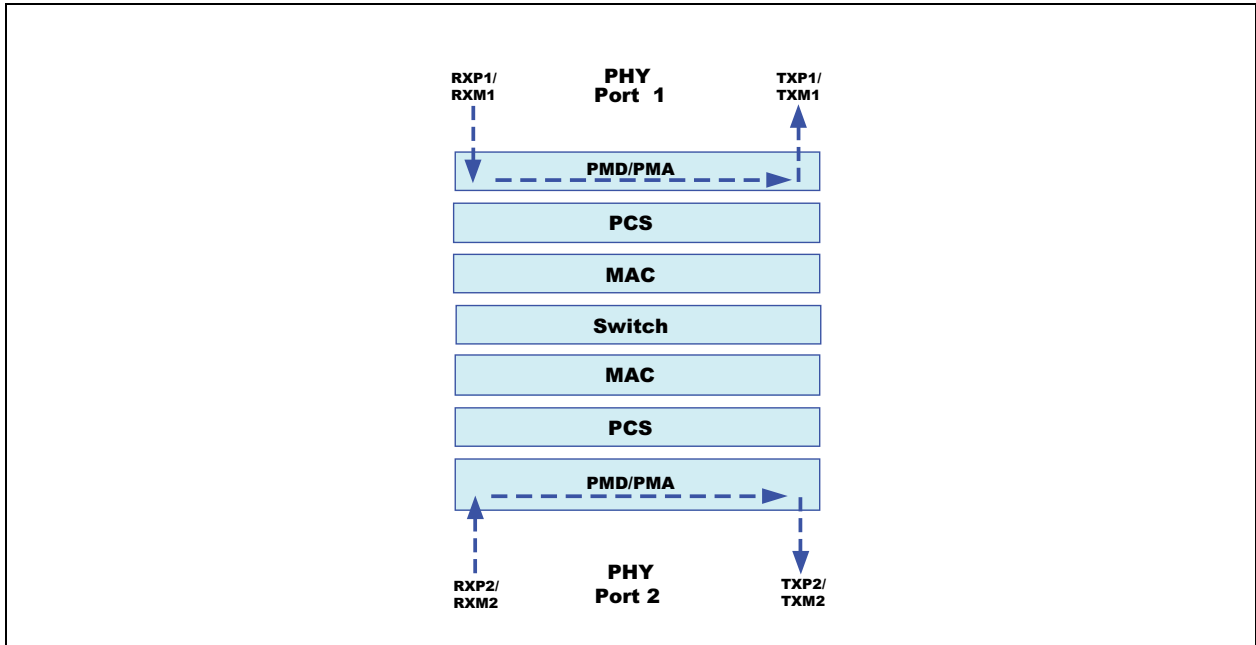 RXP1/
RXM1
PHY
Port 1
TXP1/
TXM1
PMD/PMA
PCS
MAC
Switch
MAC
PCS
PMD/PMA
RXP2/
RXM2
PHY
Port 2
TXP2/
TXM2